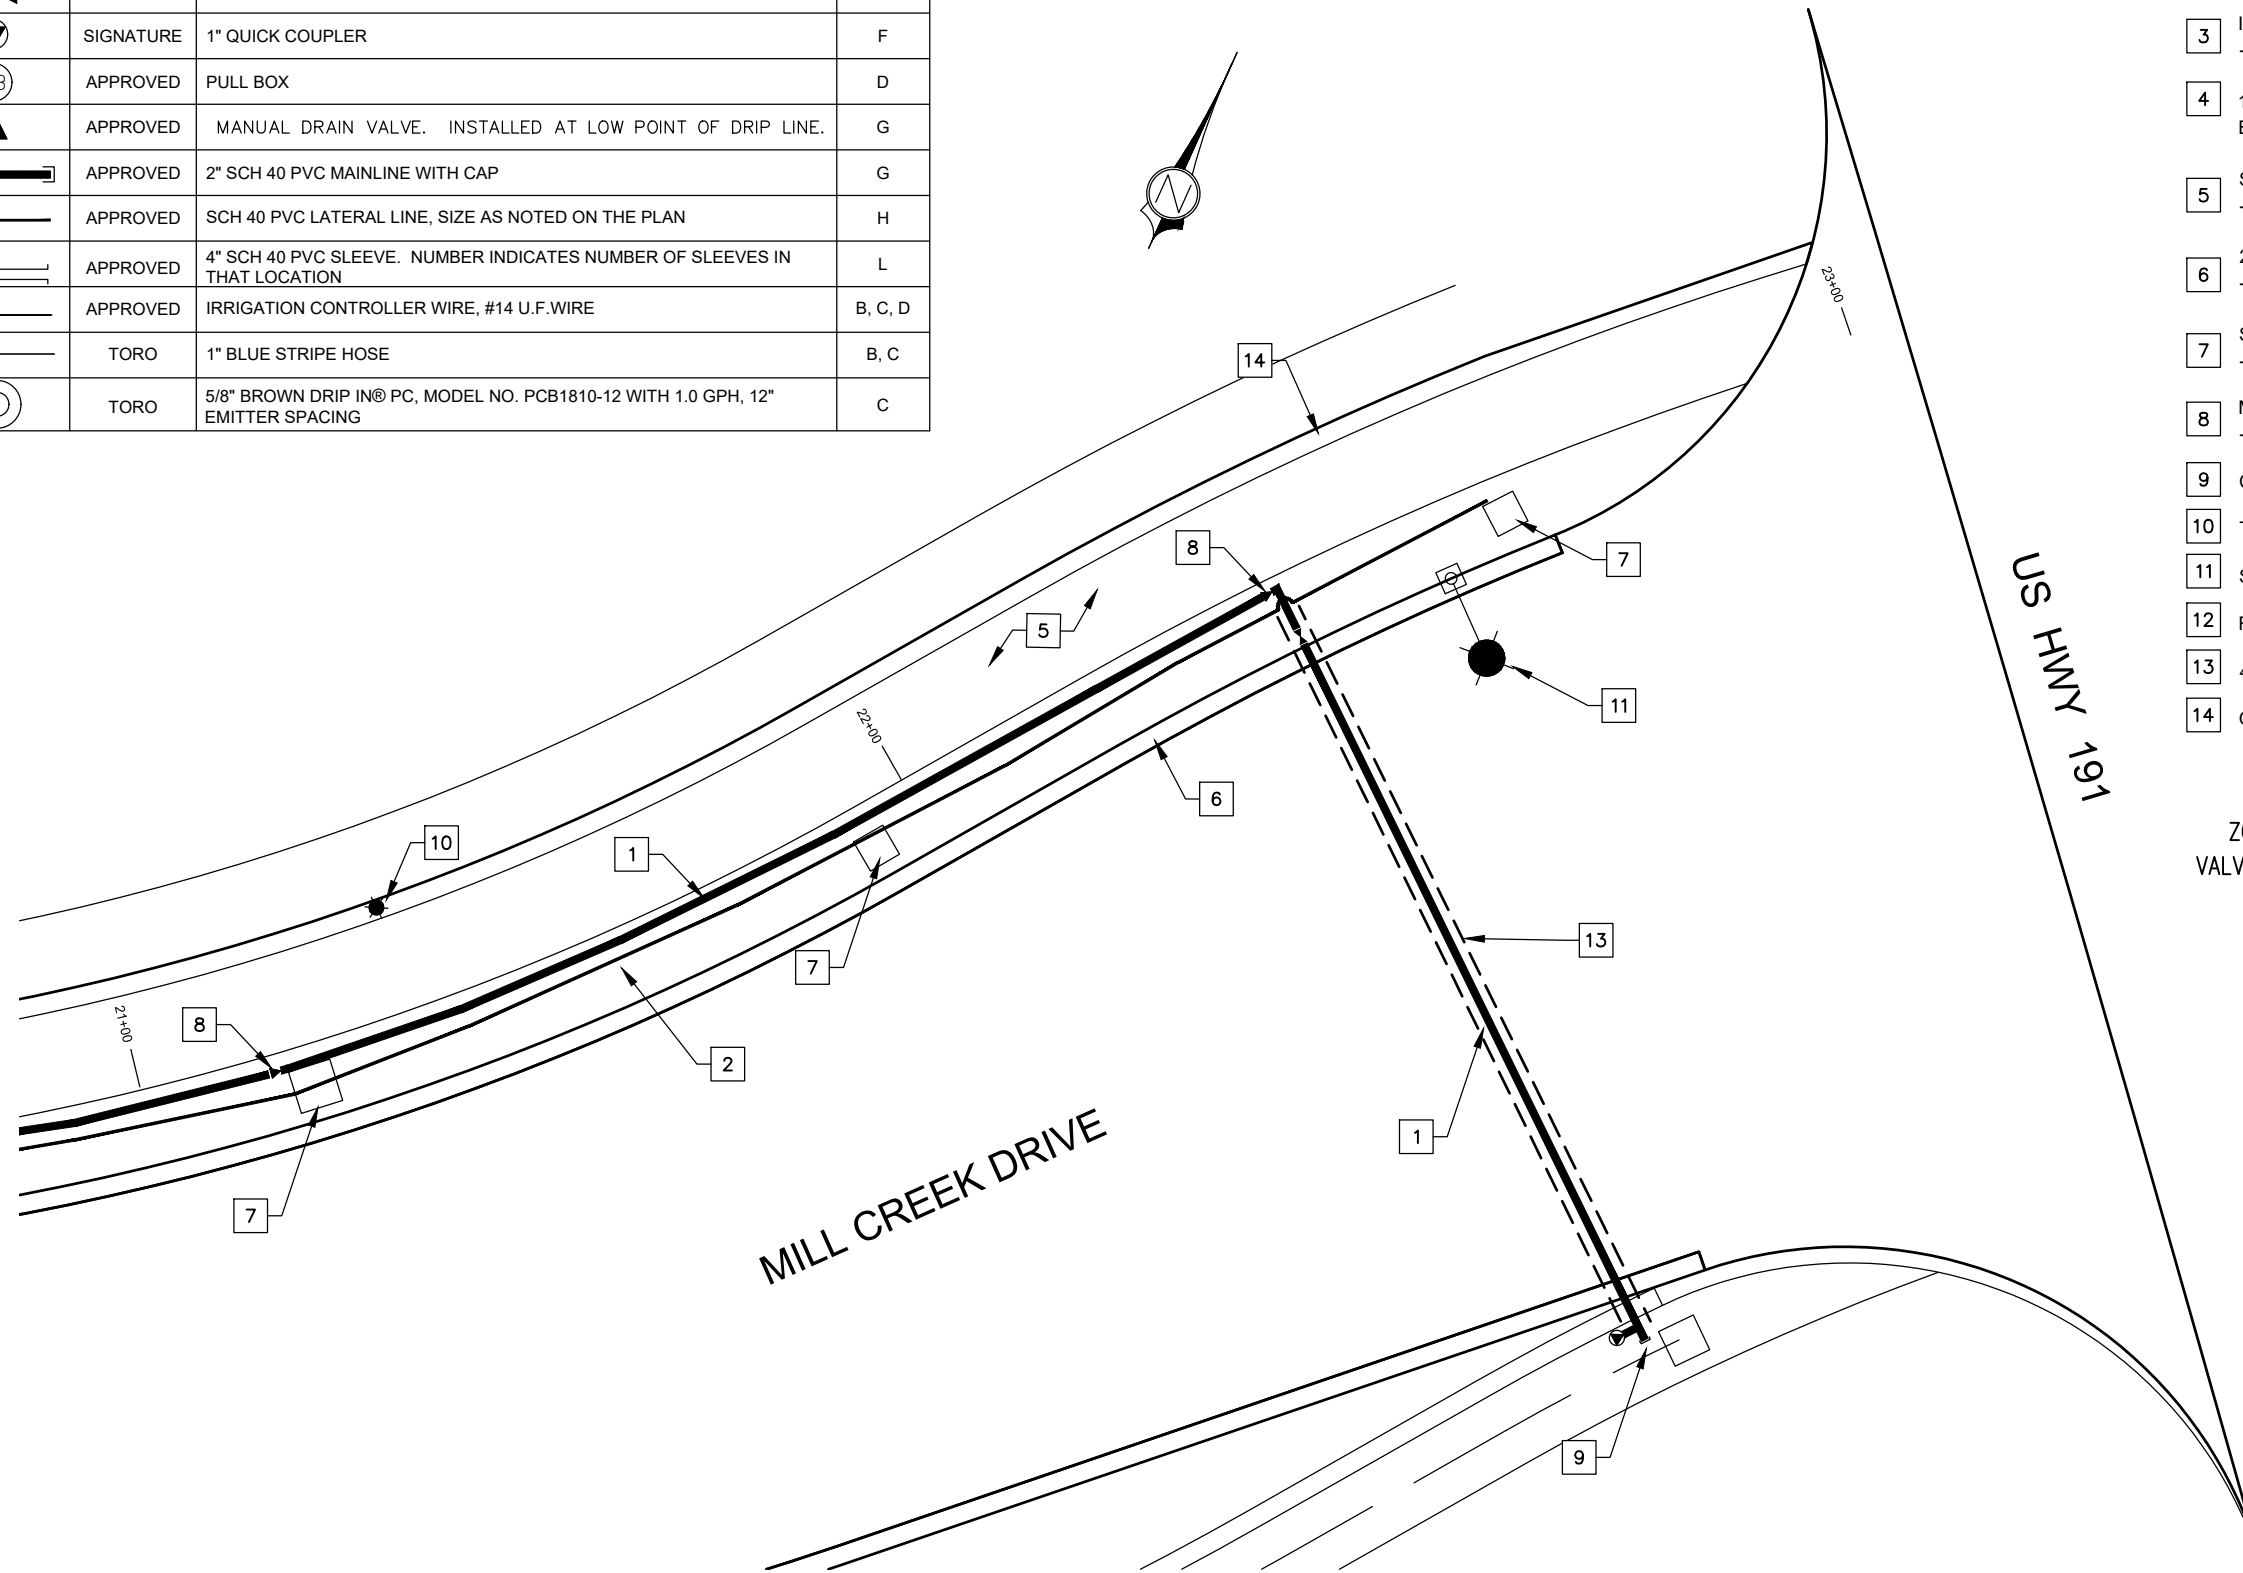 SIGNATURE 1" QUICK COUPLER F
APPROVED PULL BOX D
APPROVED MANUAL DRAIN VALVE. INSTALLED AT LOW POINT OF DRIP LINE. G
APPROVED 2" SCH 40 PVC MAINLINE WITH CAP G
APPROVED SCH 40 PVC LATERAL LINE, SIZE AS NOTED ON THE PLAN H
APPROVED 4" SCH 40 PVC SLEEVE. NUMBER INDICATES NUMBER OF SLEEVES IN
THAT LOCATION L
APPROVED IRRIGATION CONTROLLER WIRE, #14 U.F.WIRE B, C, D
TORO 1" BLUE STRIPE HOSE B, C
TORO 5/8" BROWN DRIP IN® PC, MODEL NO. PCB1810-12 WITH 1.0 GPH, 12"
EMITTER SPACING C
N
23+00
14
8
7
5
11
22+00
6
10
1
13
7
21+00
8
2
1
7
9
MILL CREEK DRIVE
US HWY 191
3
4
5
6
7
8
9
10
11
12
13
14